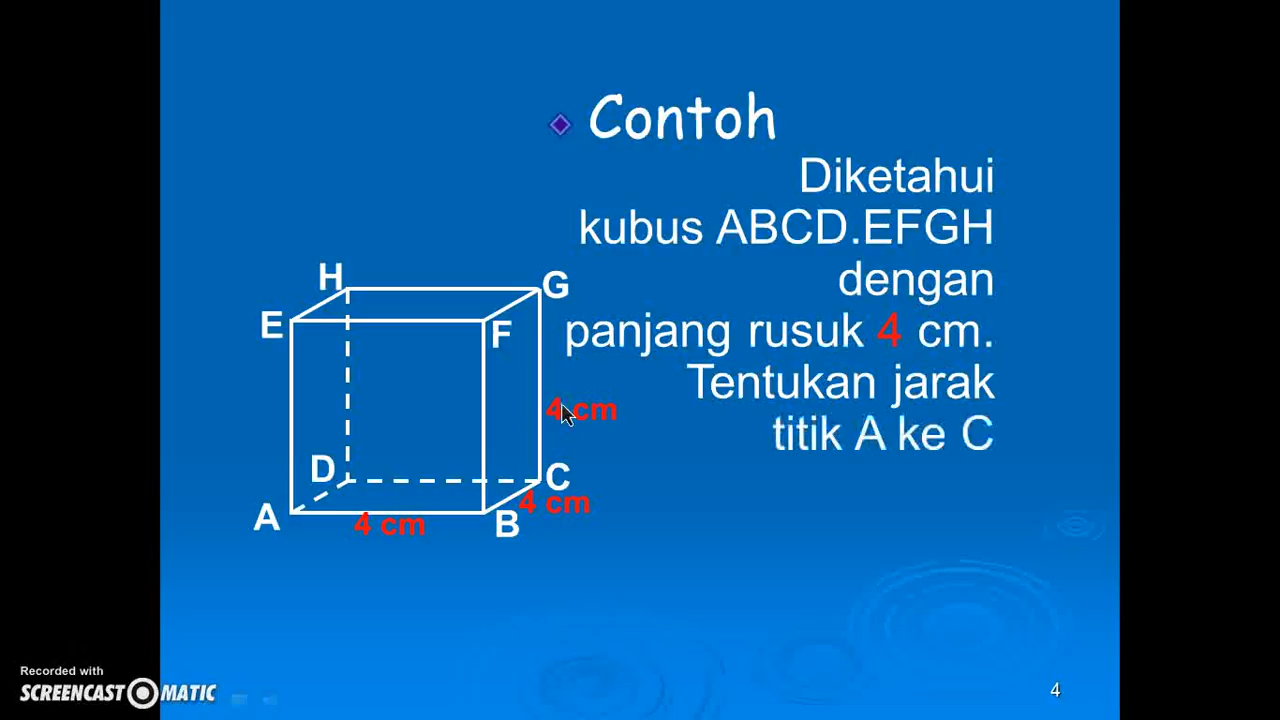 Contoh
Diketahui
kubus ABCD.EFGH
dengan
panjang rusuk 4 cm.
Tentukan jarak
titik A ke C
H
G
E
F
4 cm
D
C
4 cm
A
4 cm
B
Recorded with
SCREENCAST MATIC
4